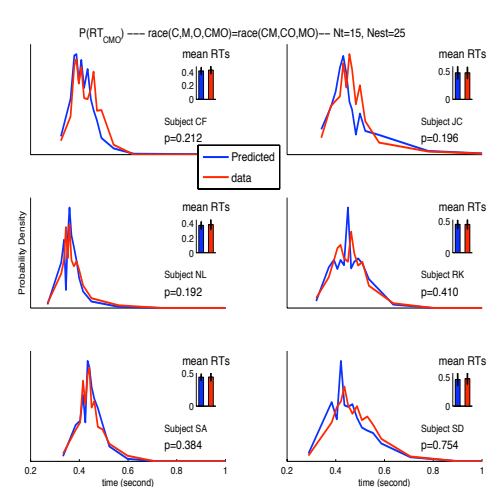 P(RT_CMO) --- race(C,M,O,CMO)=race(CM,CO,MO)-- Nt=15, Nest=25
mean RTs
0.4
0.2
0
Subject CF
p=0.212
mean RTs
0.5
0
Subject JC
p=0.196
Predicted
data
Probability Density
mean RTs
0.4
0.2
0
Subject NL
p=0.192
mean RTs
0.5
0
Subject RK
p=0.410
mean RTs
0.5
0
Subject SA
p=0.384
0.2 0.4 0.6 0.8 1
time (second)
mean RTs
0.5
0
Subject SD
p=0.754
0.2 0.4 0.6 0.8 1
time (second)